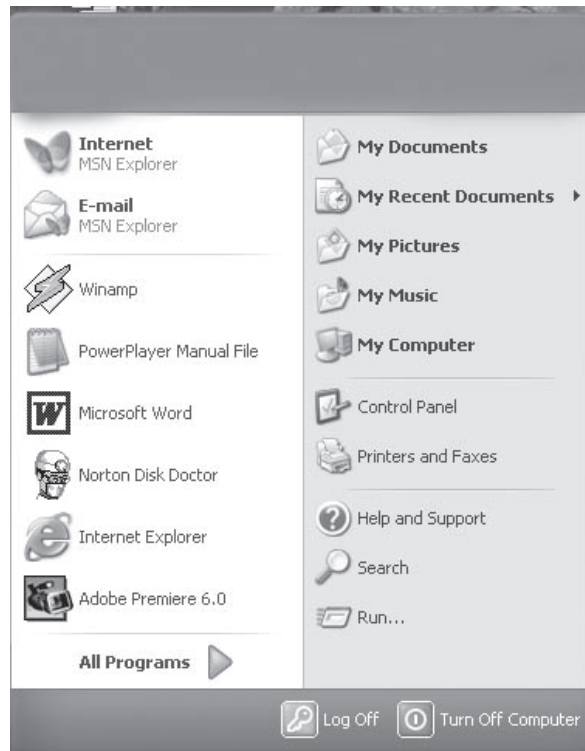 Internet
MSN Explorer
E-mail
MSN Explorer
Winamp
PowerPlayer Manual File
Microsoft Word
Norton Disk Doctor
Internet Explorer
Adobe Premiere 6.0
All Programs
My Documents
My Recent Documents
My Pictures
My Music
My Computer
Control Panel
Printers and Faxes
Help and Support
Search
Run...
Log Off
Turn Off Computer